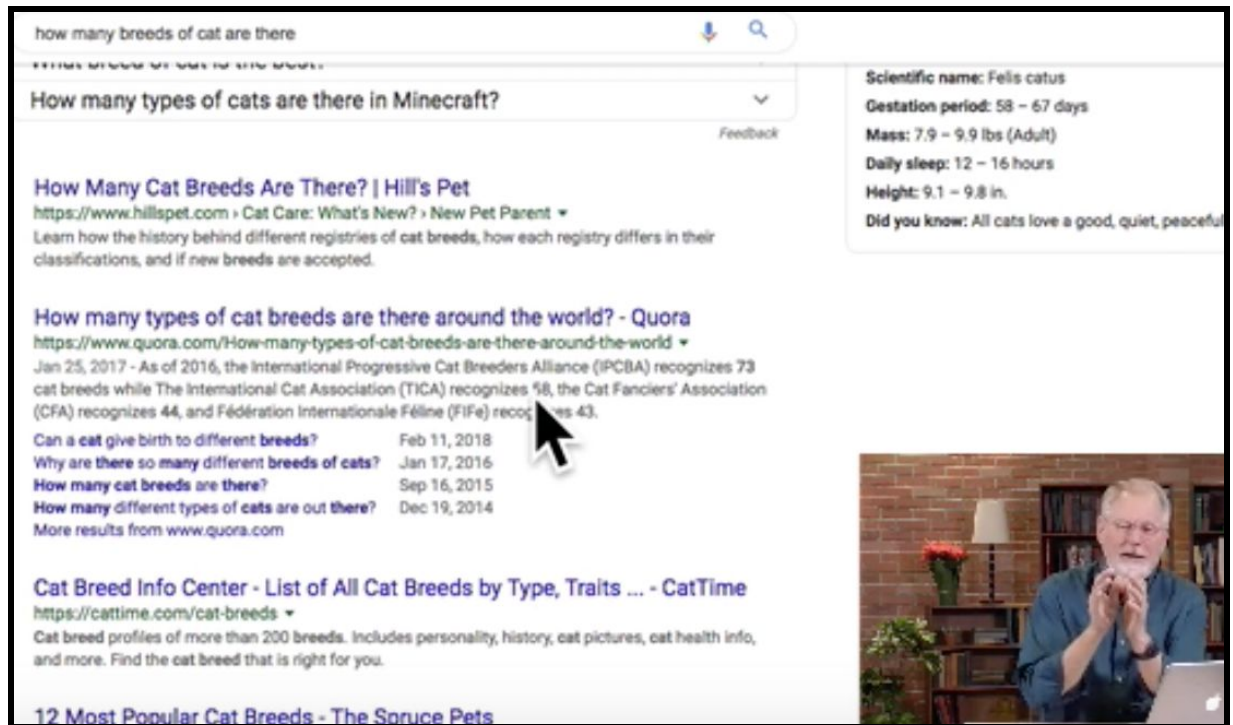 how many breeds of cat are there
What breed of cat is the best?
How many types of cats are there in Minecraft?
Feedback
How Many Cat Breeds Are There? | Hill's Pet
https://www.hillspet.com › Cat Care: What's New? › New Pet Parent
Learn how the history behind different registries of cat breeds, how each registry differs in their
classifications, and if new breeds are accepted.
How many types of cat breeds are there around the world? - Quora
https://www.quora.com/How-many-types-of-cat-breeds-are-there-around-the-world
Jan 25, 2017 - As of 2016, the International Progressive Cat Breeders Alliance (IPCBA) recognizes 73
cat breeds while The International Cat Association (TICA) recognizes 58, the Cat Fanciers' Association
(CFA) recognizes 44, and Fédération Internationale Féline (FIFe) recognizes 43.
Can a cat give birth to different breeds? Feb 11, 2018
Why are there so many different breeds of cats? Jan 17, 2016
How many cat breeds are there? Sep 16, 2015
How many different types of cats are out there? Dec 19, 2014
More results from www.quora.com
Cat Breed Info Center - List of All Cat Breeds by Type, Traits ... - CatTime
https://cattime.com/cat-breeds
Cat breed profiles of more than 200 breeds. Includes personality, history, cat pictures, cat health info,
and more. Find the cat breed that is right for you.
12 Most Popular Cat Breeds - The Spruce Pets
Scientific name: Felis catus
Gestation period: 58 – 67 days
Mass: 7.9 – 9.9 lbs (Adult)
Daily sleep: 12 – 16 hours
Height: 9.1 – 9.8 in.
Did you know: All cats love a good, quiet, peaceful